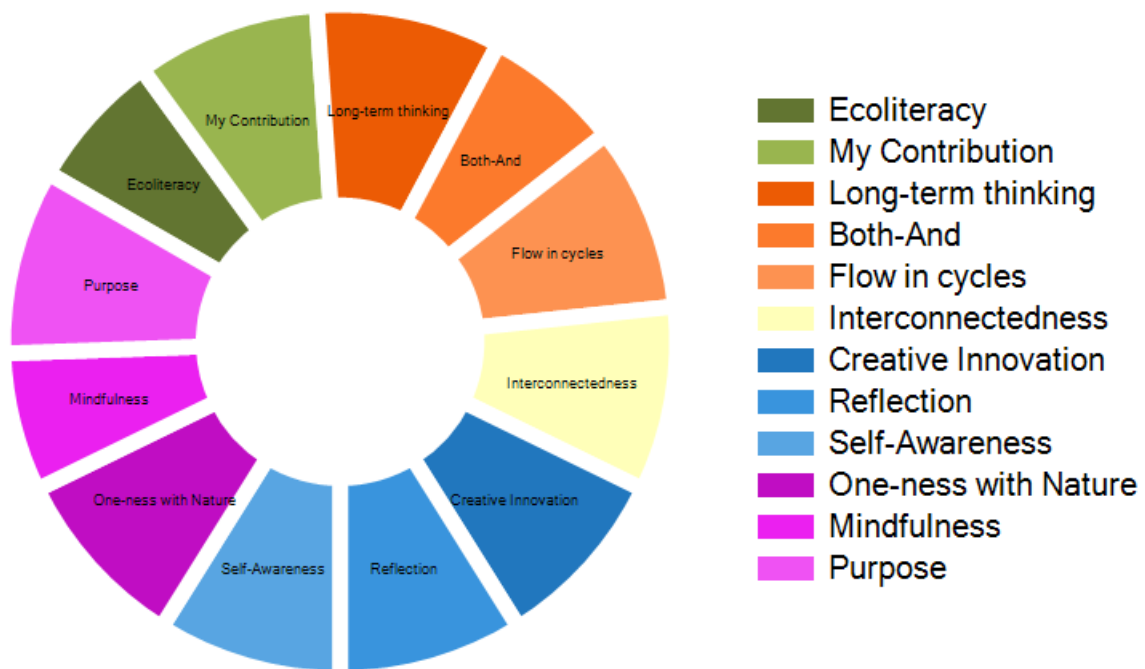 My Contribution
Long-term thinking
Both-And
Ecoliteracy
Flow in cycles
Purpose
Interconnectedness
Mindfulness
One-ness with Nature
Creative Innovation
Self-Awareness
Reflection
Ecoliteracy
My Contribution
Long-term thinking
Both-And
Flow in cycles
Interconnectedness
Creative Innovation
Reflection
Self-Awareness
One-ness with Nature
Mindfulness
Purpose